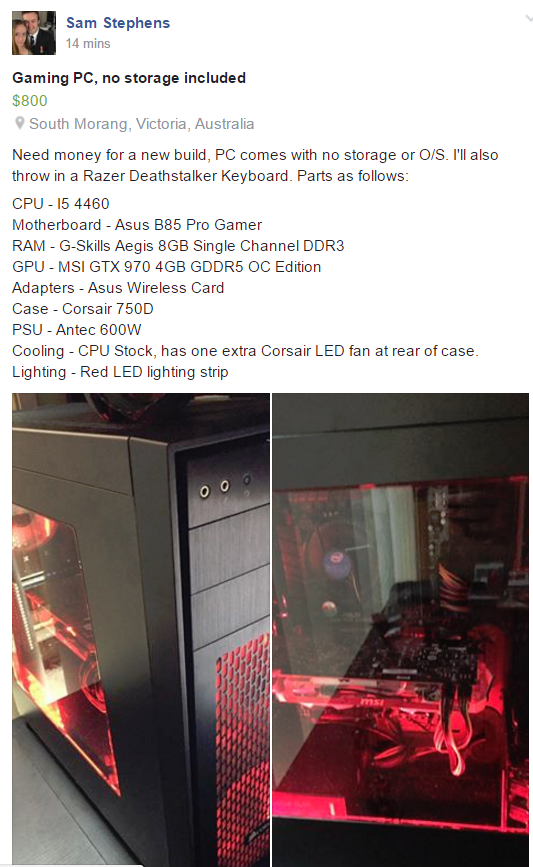 Sam Stephens
14 mins
Gaming PC, no storage included
$800
South Morang, Victoria, Australia
Need money for a new build, PC comes with no storage or O/S. I'll also
throw in a Razer Deathstalker Keyboard. Parts as follows:
CPU - I5 4460
Motherboard - Asus B85 Pro Gamer
RAM - G-Skills Aegis 8GB Single Channel DDR3
GPU - MSI GTX 970 4GB GDDR5 OC Edition
Adapters - Asus Wireless Card
Case - Corsair 750D
PSU - Antec 600W
Cooling - CPU Stock, has one extra Corsair LED fan at rear of case.
Lighting - Red LED lighting strip
msi